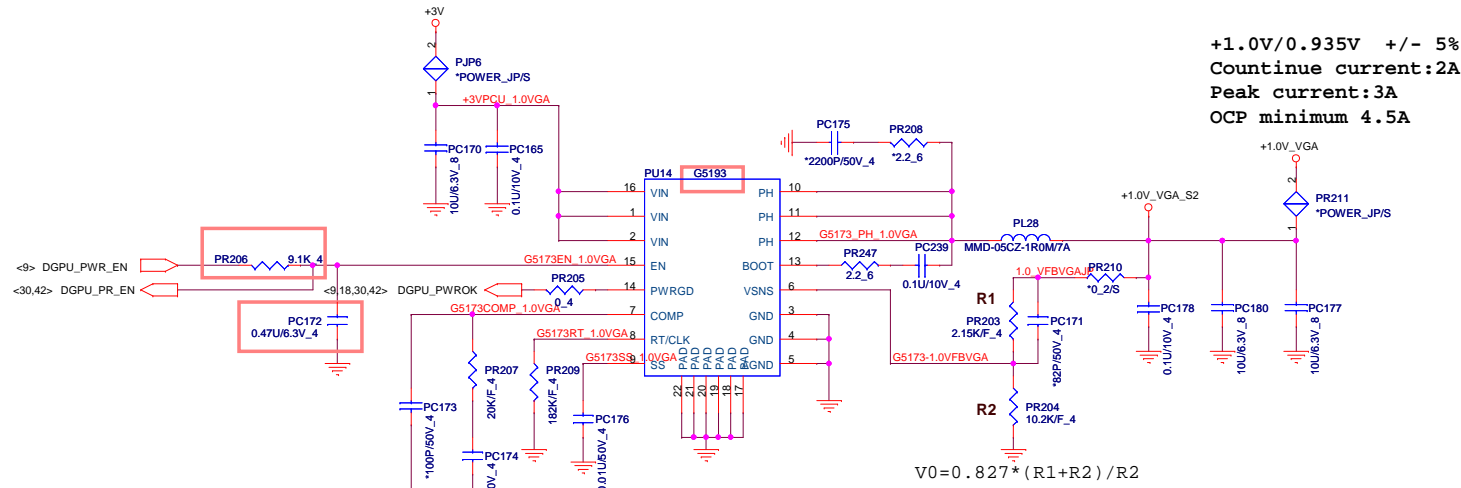 +3V
2
PJP6
*POWER_JP/S
1
+3VPCU_1.0VGA
PC170
10U/6.3V_8
PC165
0.1U/10V_4
+1.0V/0.935V +/- 5%
Countinue current:2A
Peak current:3A
OCP minimum 4.5A
PC175
*2200P/50V_4
PR208
*2.2_6
+1.0V_VGA
2
PR211
*POWER_JP/S
1
+1.0V_VGA_S2
PU14
G5193
16 VIN
1 VIN
2 VIN
15 EN
14 PWRGD
7 COMP
8 RT/CLK
9 SS
PH 10
PH 11
PH 12
BOOT 13
VSNS 6
GND 3
GND 4
AGND 5
PAD PAD PAD PAD PAD PAD
22 21 20 19 18 17
G5173_PH_1.0VGA
PL28
MMD-05CZ-1R0M/7A
PR247
2.2_6
PC239
0.1U/10V_4
<9> DGPU_PWR_EN
PR206
9.1K_4
G5173EN_1.0VGA
<30,42> DGPU_PR_EN
<9,18,30,42> DGPU_PWROK
PR205
0_4
PC172
0.47U/6.3V_4
G5173COMP_1.0VGA
G5173RT_1.0VGA
G5173SS_1.0VGA
1.0_VFBVGAJP
PR210
*0_2/S
R1
PR203
2.15K/F_4
PC171
*82P/50V_4
PC178
0.1U/10V_4
PC180
10U/6.3V_8
PC177
10U/6.3V_8
G5173-1.0VFBVGA
R2
PR204
10.2K/F_4
PC173
*100P/50V_4
PR207
20K/F_4
PC174
PR209
182K/F_4
PC176
0.01U/50V_4
V0=0.827*(R1+R2)/R2